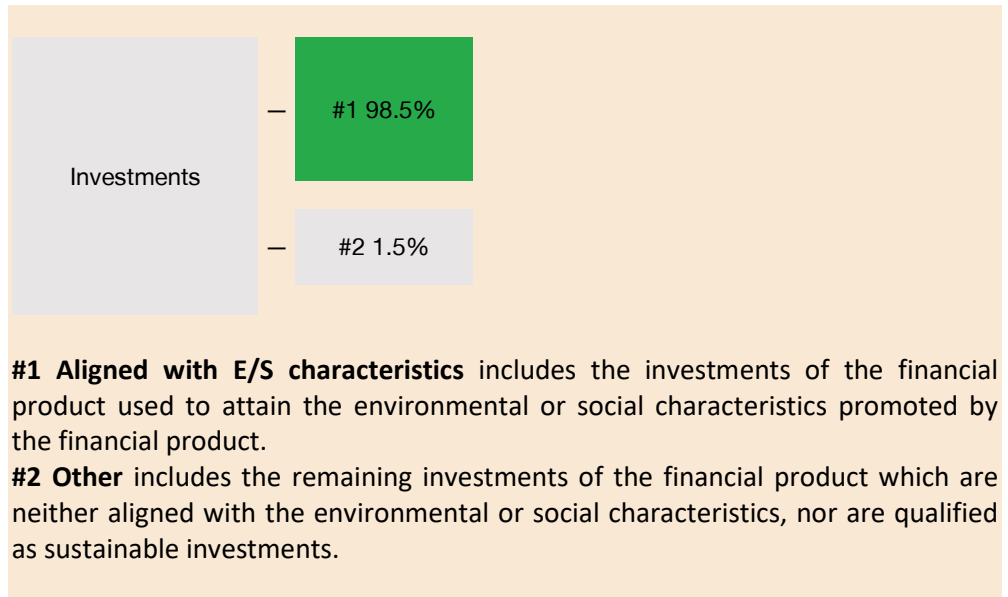 #1 98.5%
Investments
#2 1.5%
#1 Aligned with E/S characteristics includes the investments of the financial
product used to attain the environmental or social characteristics promoted by
the financial product.
#2 Other includes the remaining investments of the financial product which are
neither aligned with the environmental or social characteristics, nor are qualified
as sustainable investments.